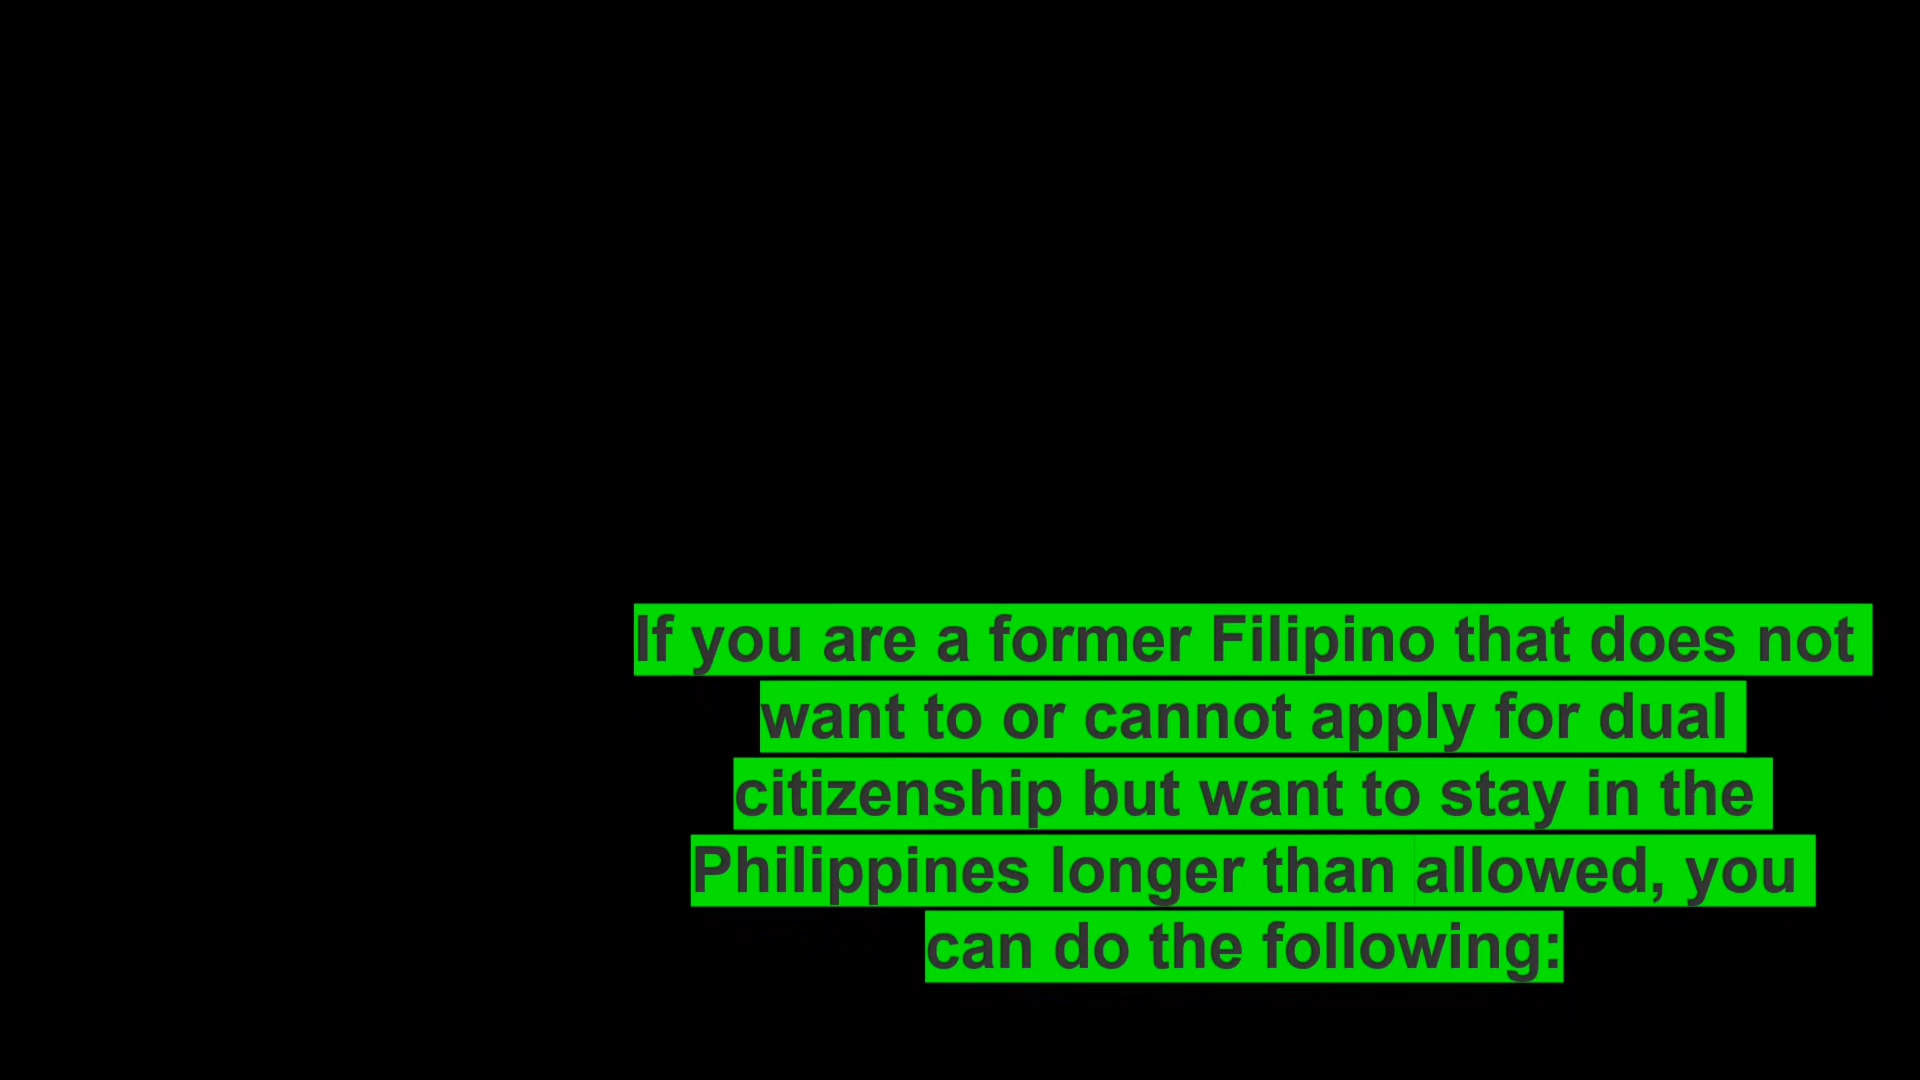 If you are a former Filipino that does not
want to or cannot apply for dual
citizenship but want to stay in the
Philippines longer than allowed, you
can do the following: